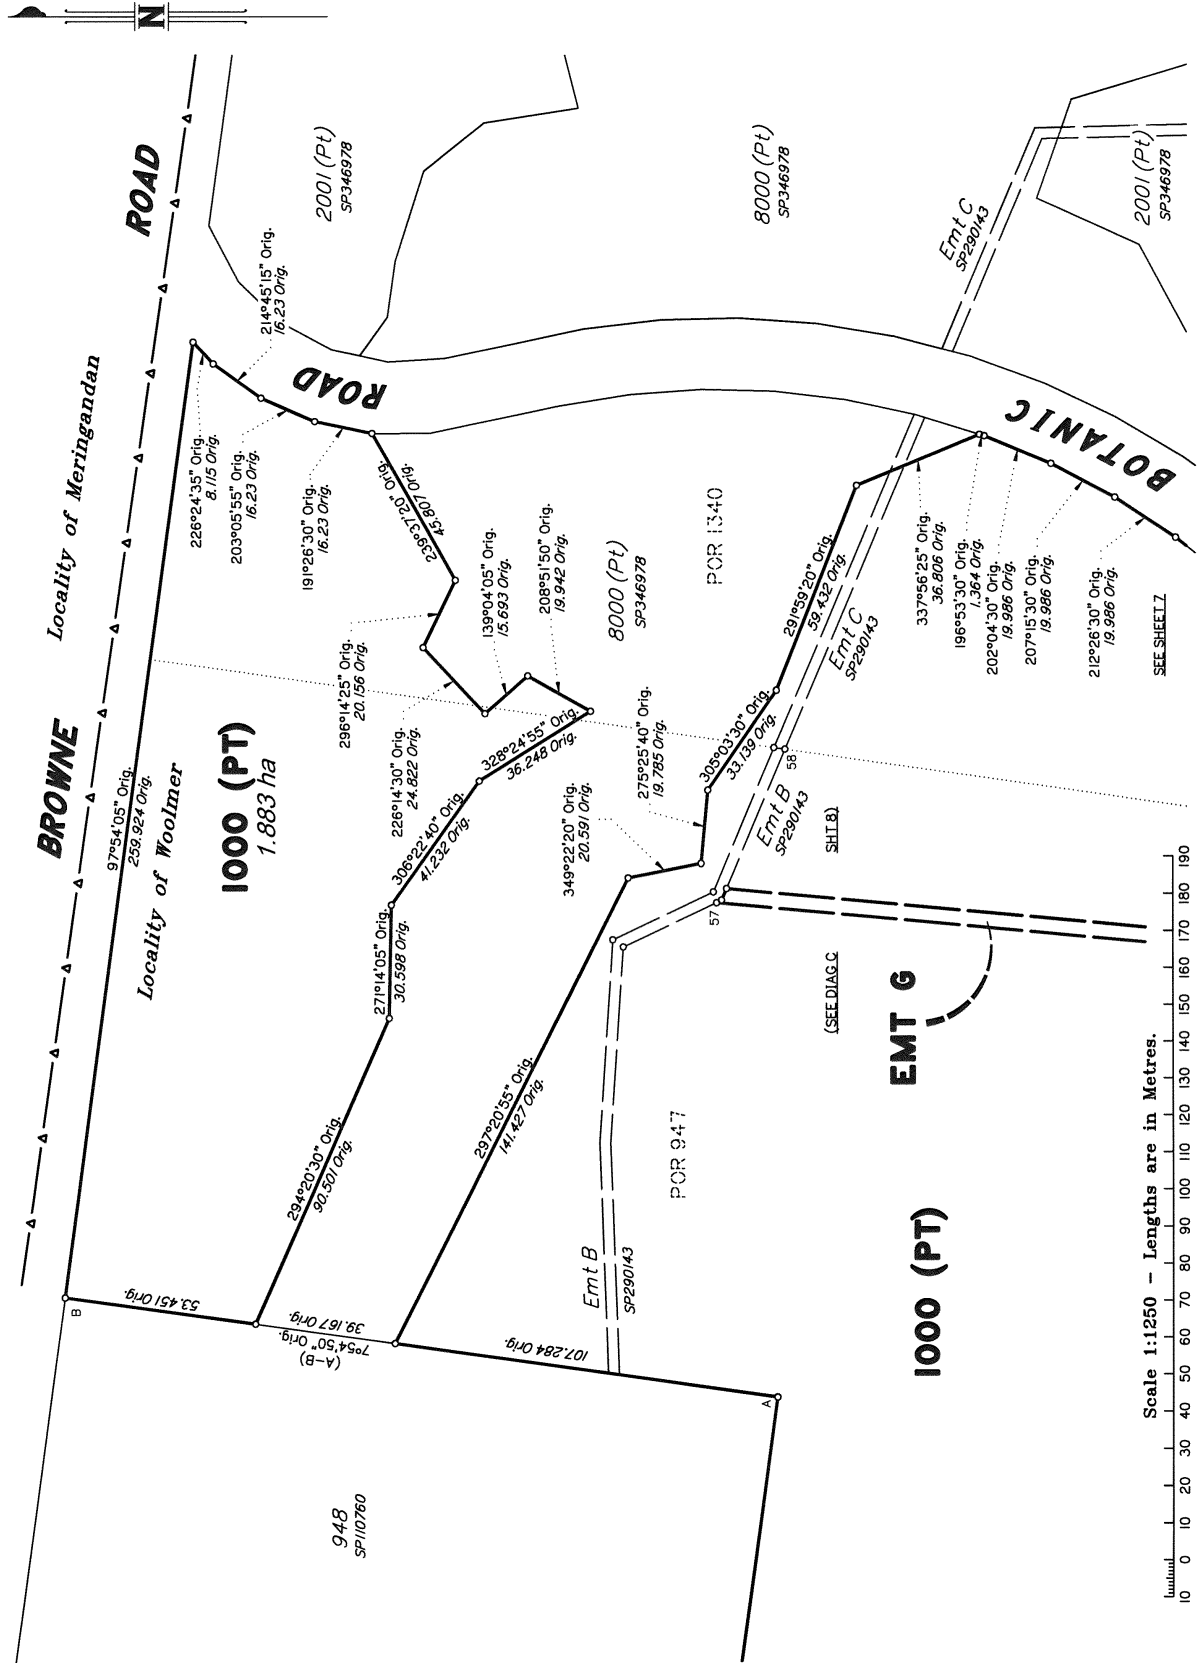 N
BROWNE ROAD
Locality of Meringandan
Locality of Woolmer
97°54'05" Orig.
259.924 Orig.
1000 (PT)
1.883 ha
2001 (Pt)
SP346978
214°45'15" Orig.
16.23 Orig.
226°24'35" Orig.
8.115 Orig.
203°05'55" Orig.
16.23 Orig.
191°26'30" Orig.
16.23 Orig.
ROAD
239°37'20" Orig.
45.807 Orig.
296°14'25" Orig.
20.156 Orig.
226°14'30" Orig.
24.822 Orig.
139°04'05" Orig.
15.693 Orig.
208°51'50" Orig.
19.942 Orig.
328°24'55" Orig.
36.248 Orig.
306°22'40" Orig.
41.232 Orig.
271°14'05" Orig.
30.598 Orig.
294°20'30" Orig.
90.501 Orig.
B
53.451 Orig.
39.167 Orig.
7°54'50" Orig.
(A-B)
107.284 Orig.
A
948
SP110760
8000 (Pt)
SP346978
8000 (Pt)
SP346978
POR 1340
Emt C
SP290143
2001 (Pt)
SP346978
BOTANIC
291°59'20" Orig.
59.432 Orig.
Emt C
SP290143
305°03'30" Orig.
33.139 Orig.
275°25'40" Orig.
19.785 Orig.
349°22'20" Orig.
20.591 Orig.
297°20'55" Orig.
141.427 Orig.
337°56'25" Orig.
36.806 Orig.
196°53'30" Orig.
1.364 Orig.
202°04'30" Orig.
19.986 Orig.
207°15'30" Orig.
19.986 Orig.
212°26'30" Orig.
19.986 Orig.
SEE SHEET 7
58
Emt B
SP290143
57
(SEE DIAG C SHT 8)
EMT G
POR 947
Emt B
SP290143
1000 (PT)
Scale 1:1250 – Lengths are in Metres.
10 0 10 20 30 40 50 60 70 80 90 100 110 120 130 140 150 160 170 180 190